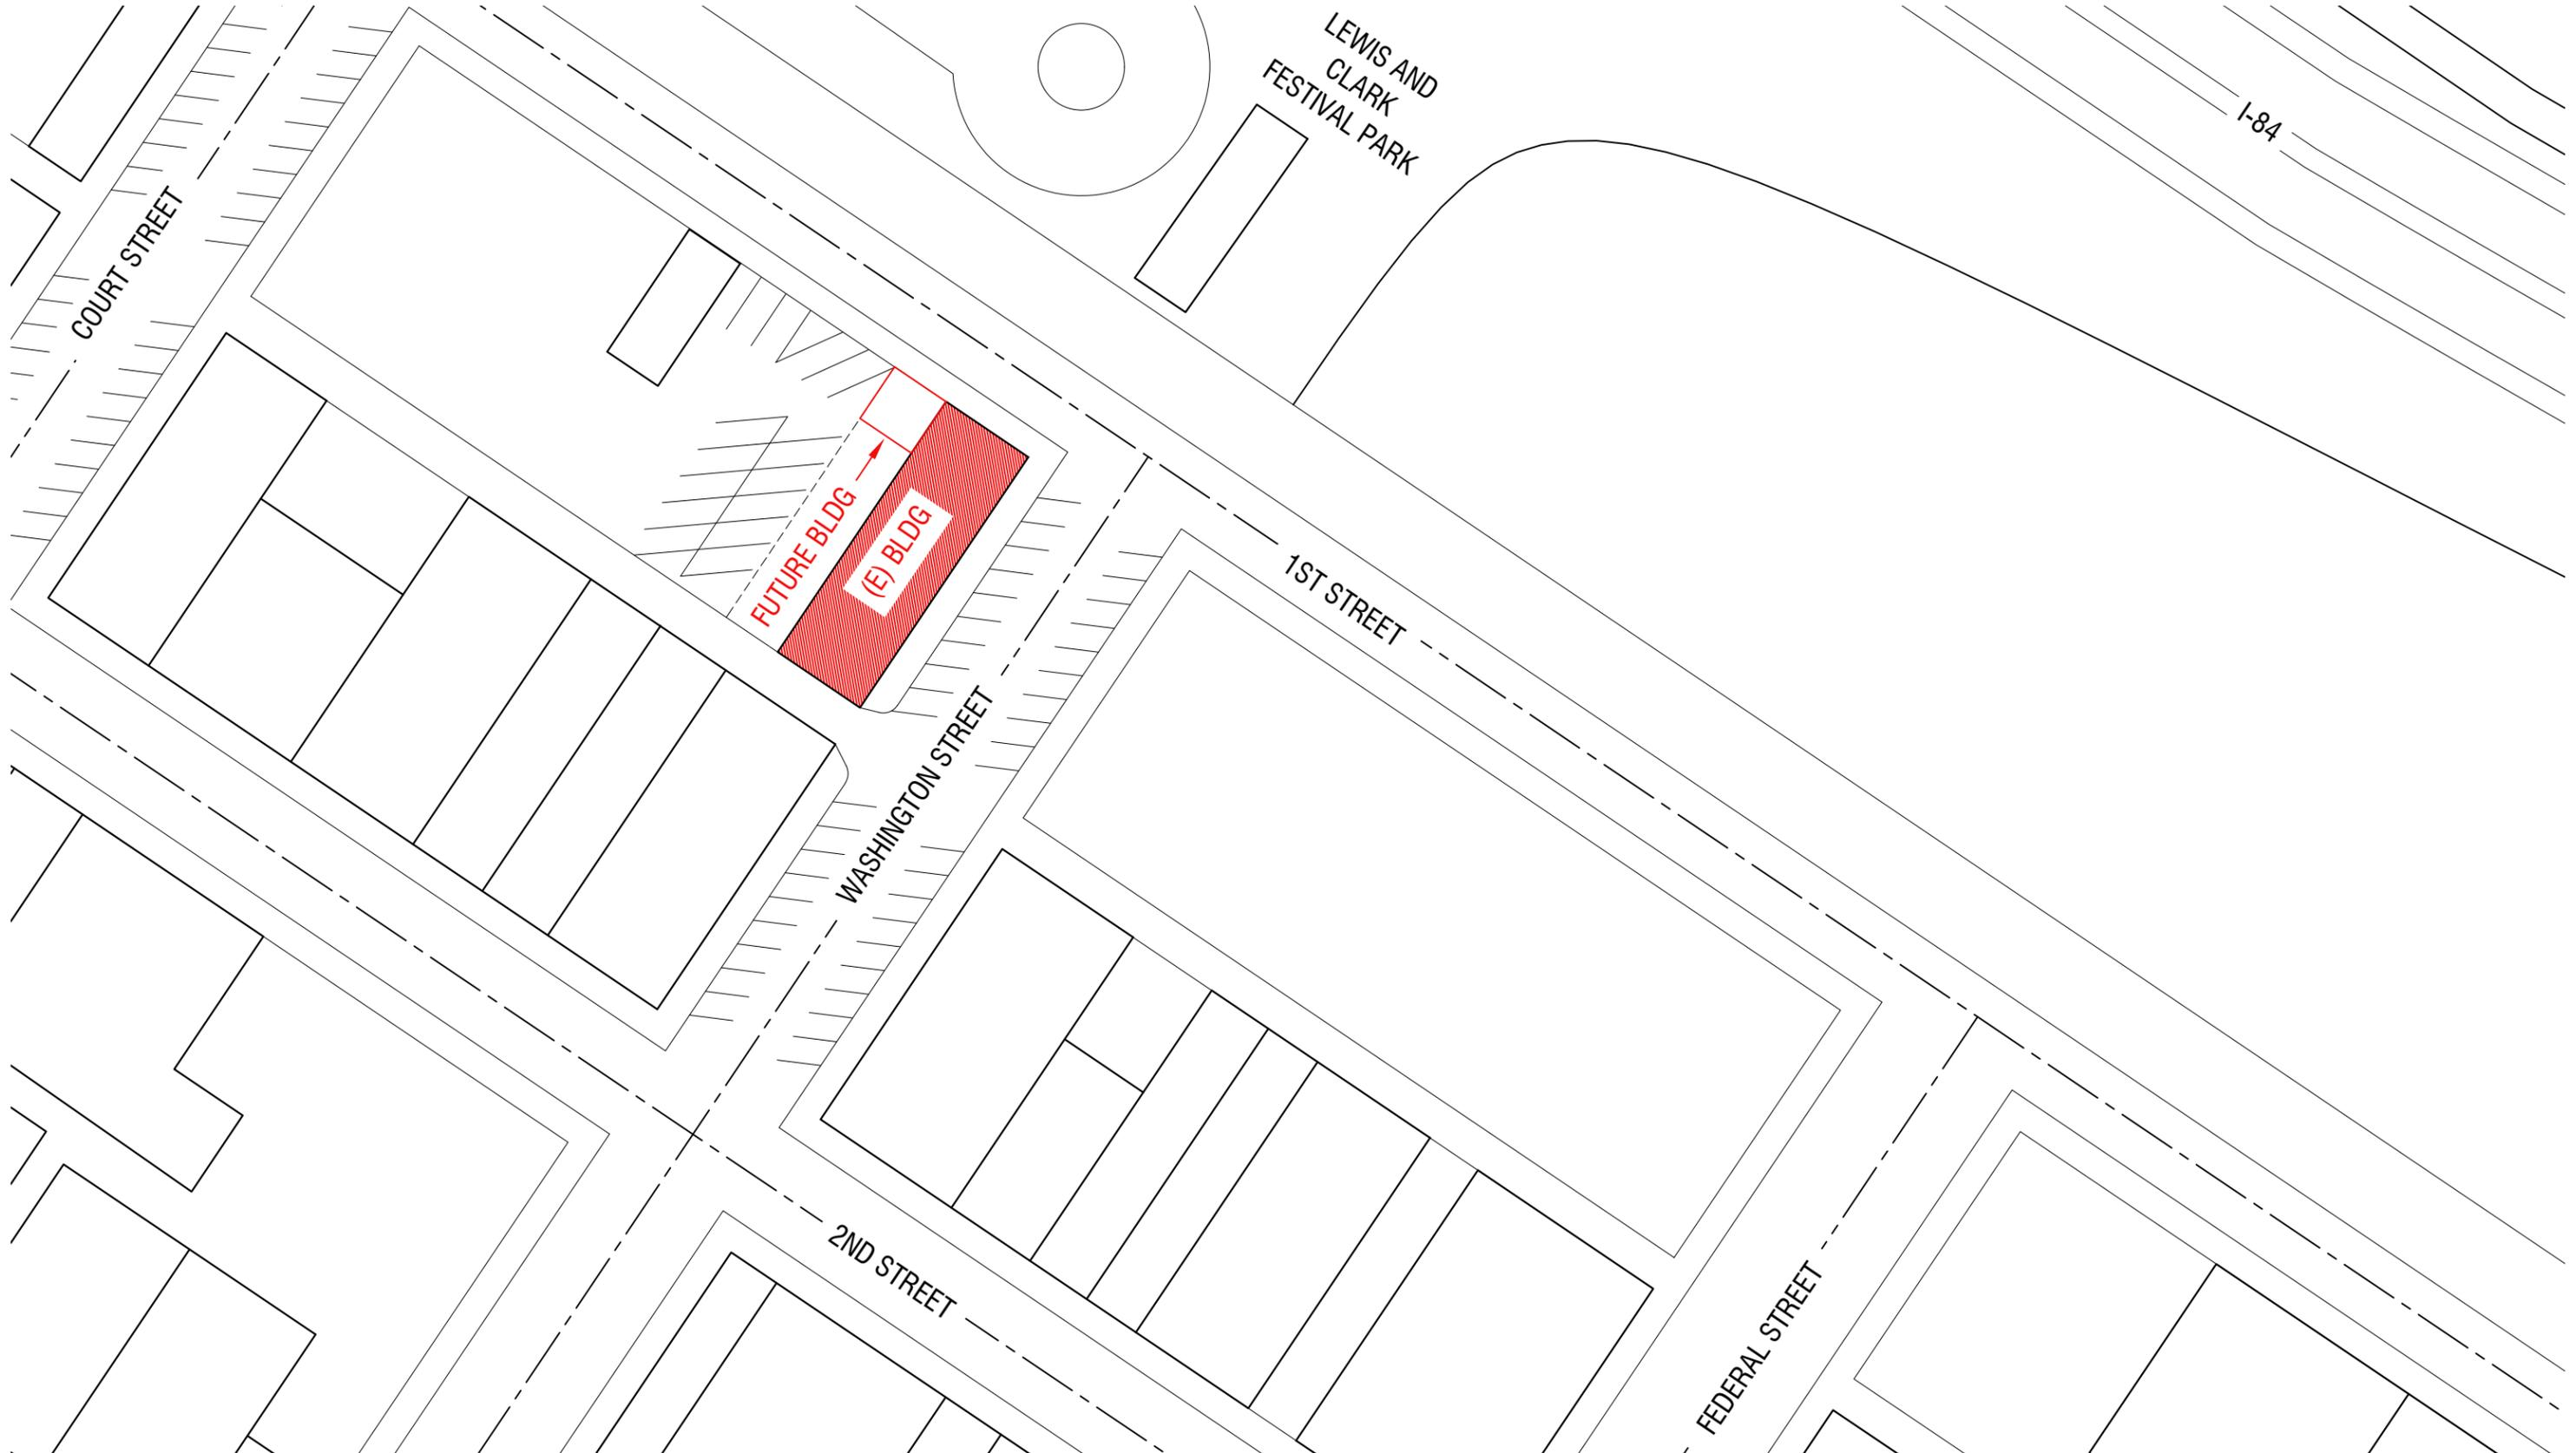 LEWIS AND
CLARK
FESTIVAL PARK
I-84
COURT STREET
FUTURE BLDG
(E) BLDG
1ST STREET
WASHINGTON STREET
2ND STREET
FEDERAL STREET